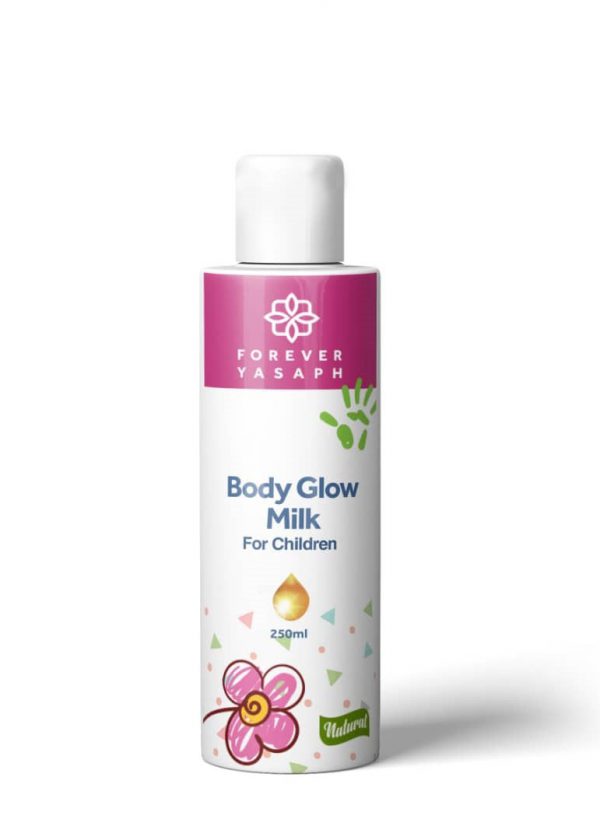 FOREVER
YASAPH
Body Glow
Milk
For Children
250ml
Natural